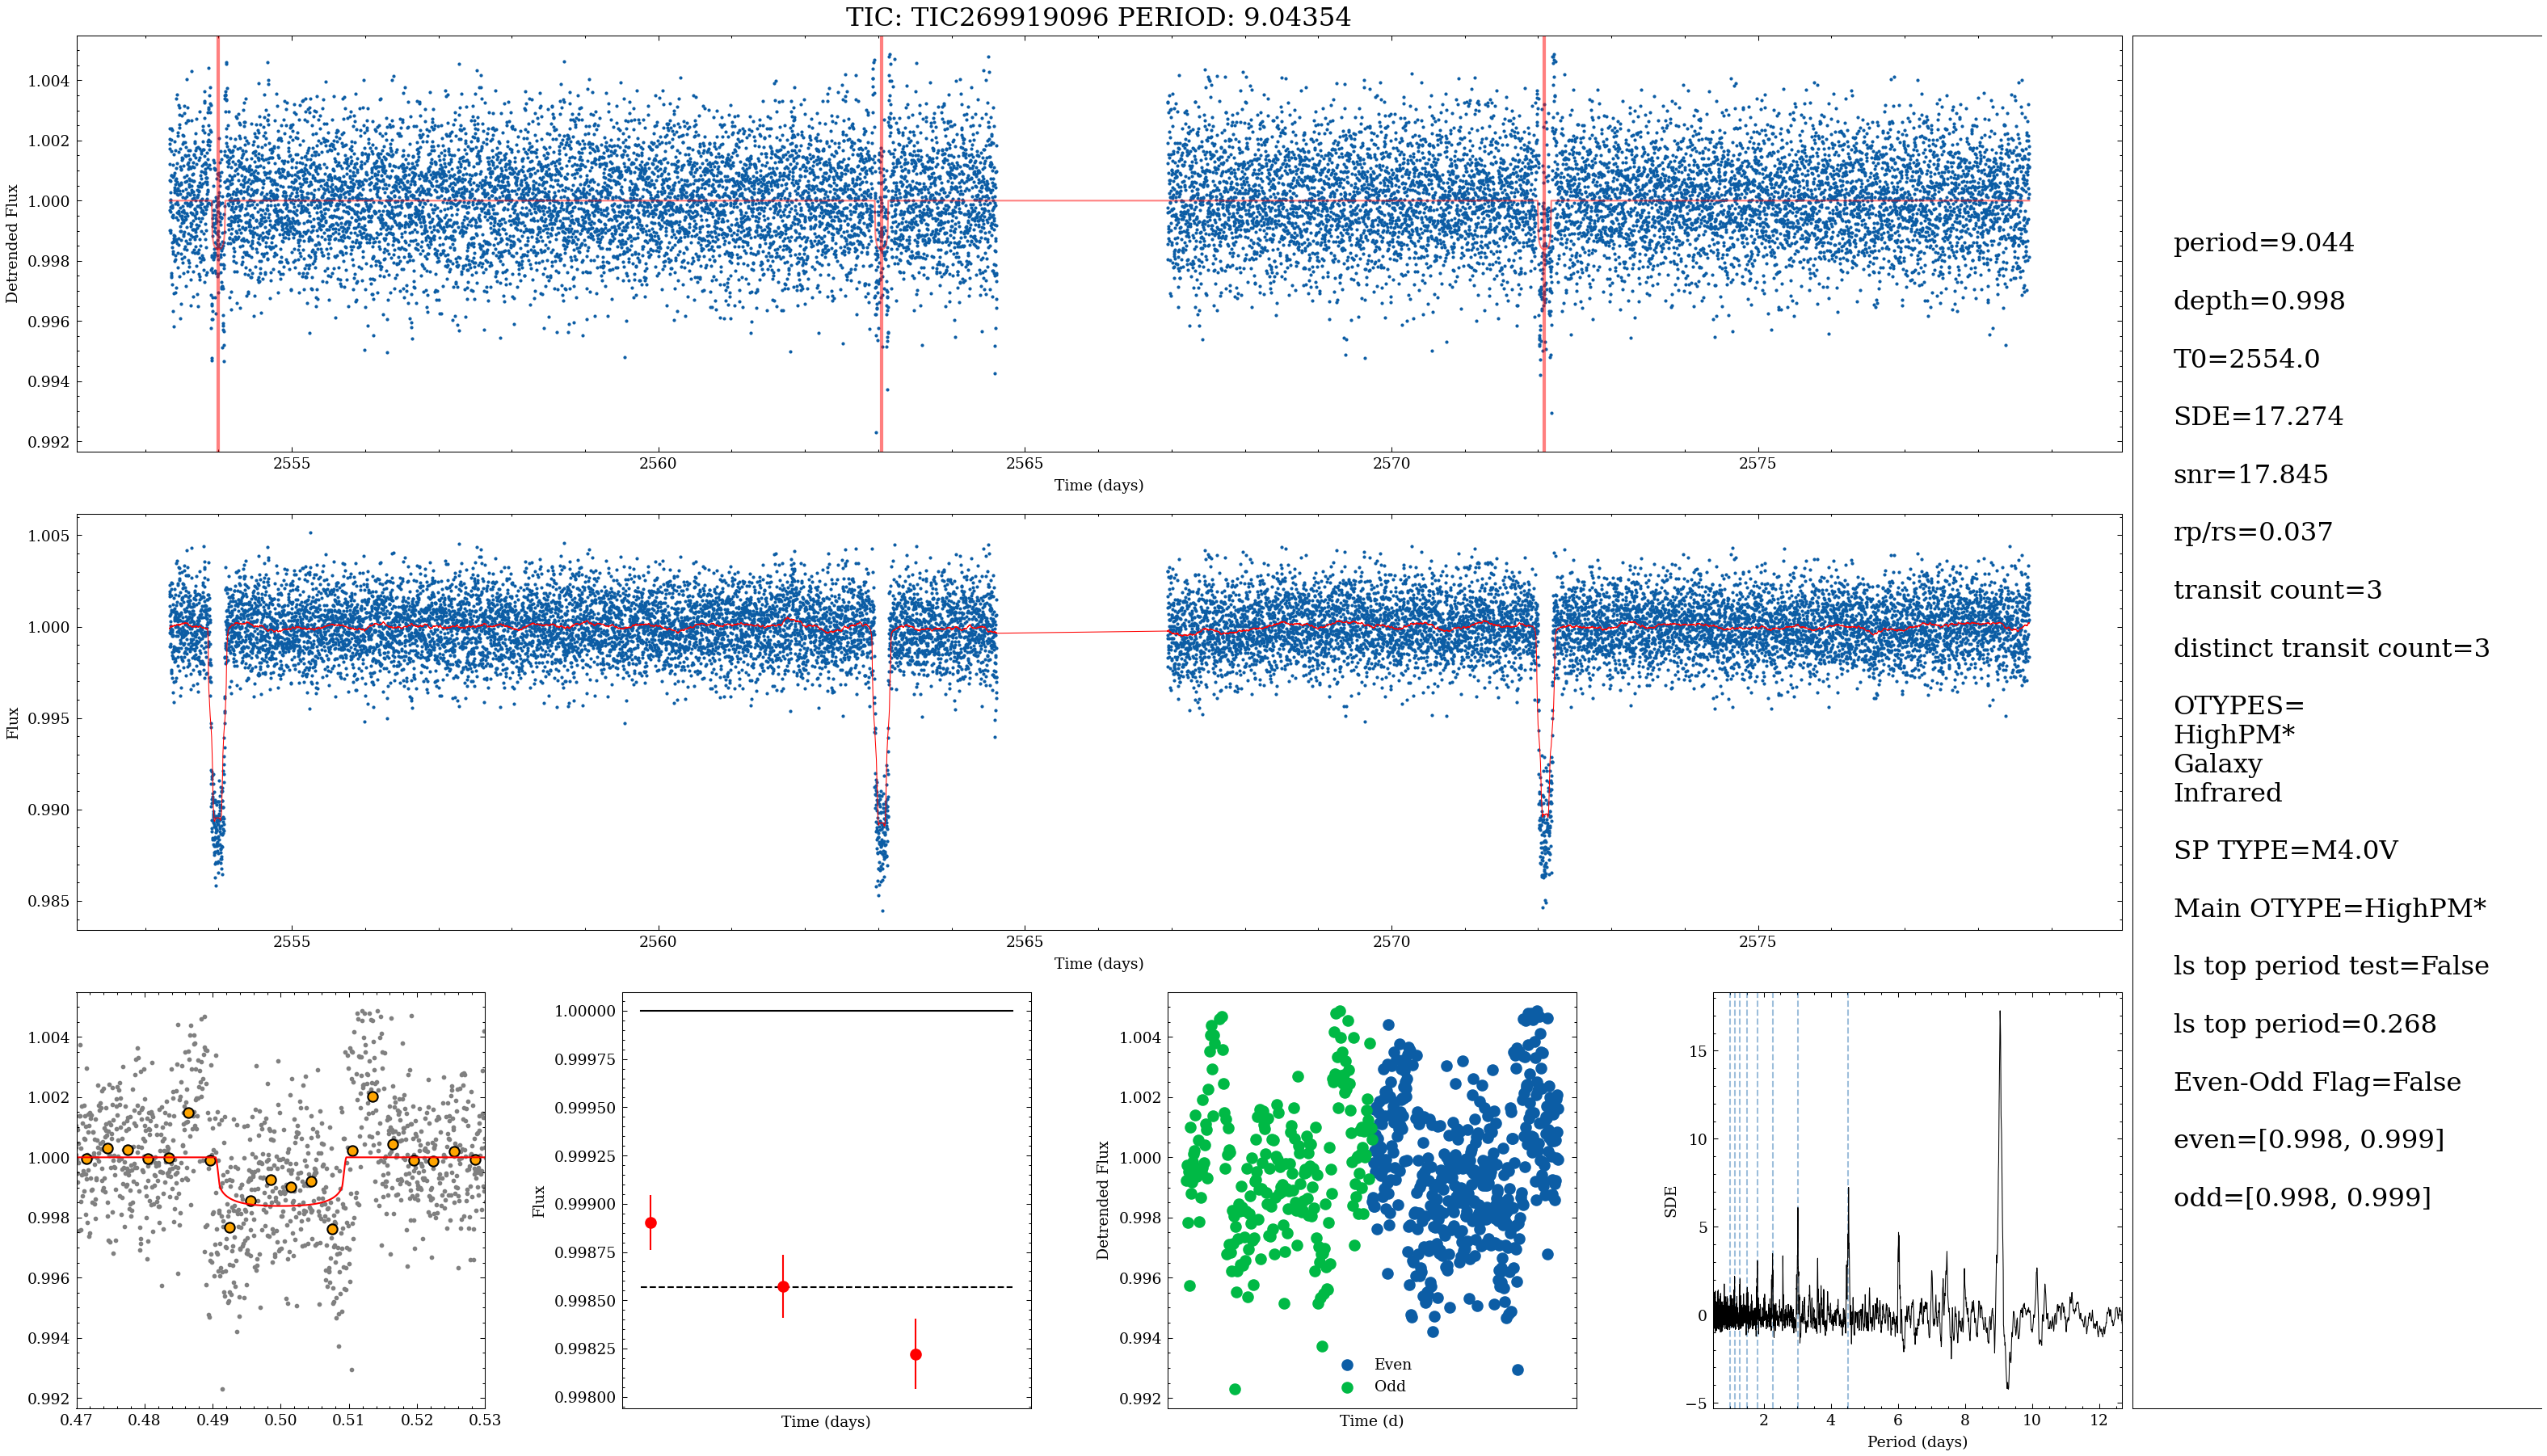 TIC: TIC269919096 PERIOD: 9.04354
Detrended Flux
1.004
1.002
1.000
0.998
0.996
0.994
0.992
2555
2560
2565
2570
2575
Time (days)
Flux
1.005
1.000
0.995
0.990
0.985
2555
2560
2565
2570
2575
Time (days)
1.004
1.002
1.000
0.998
0.996
0.994
0.992
0.47
0.48
0.49
0.50
0.51
0.52
0.53
Flux
1.00000
0.99975
0.99950
0.99925
0.99900
0.99875
0.99850
0.99825
0.99800
Time (days)
Detrended Flux
1.004
1.002
1.000
0.998
0.996
0.994
0.992
Even
Odd
Time (d)
SDE
15
10
5
0
−5
2
4
6
8
10
12
Period (days)
period=9.044
depth=0.998
T0=2554.0
SDE=17.274
snr=17.845
rp/rs=0.037
transit count=3
distinct transit count=3
OTYPES=
HighPM*
Galaxy
Infrared
SP TYPE=M4.0V
Main OTYPE=HighPM*
ls top period test=False
ls top period=0.268
Even-Odd Flag=False
even=[0.998, 0.999]
odd=[0.998, 0.999]